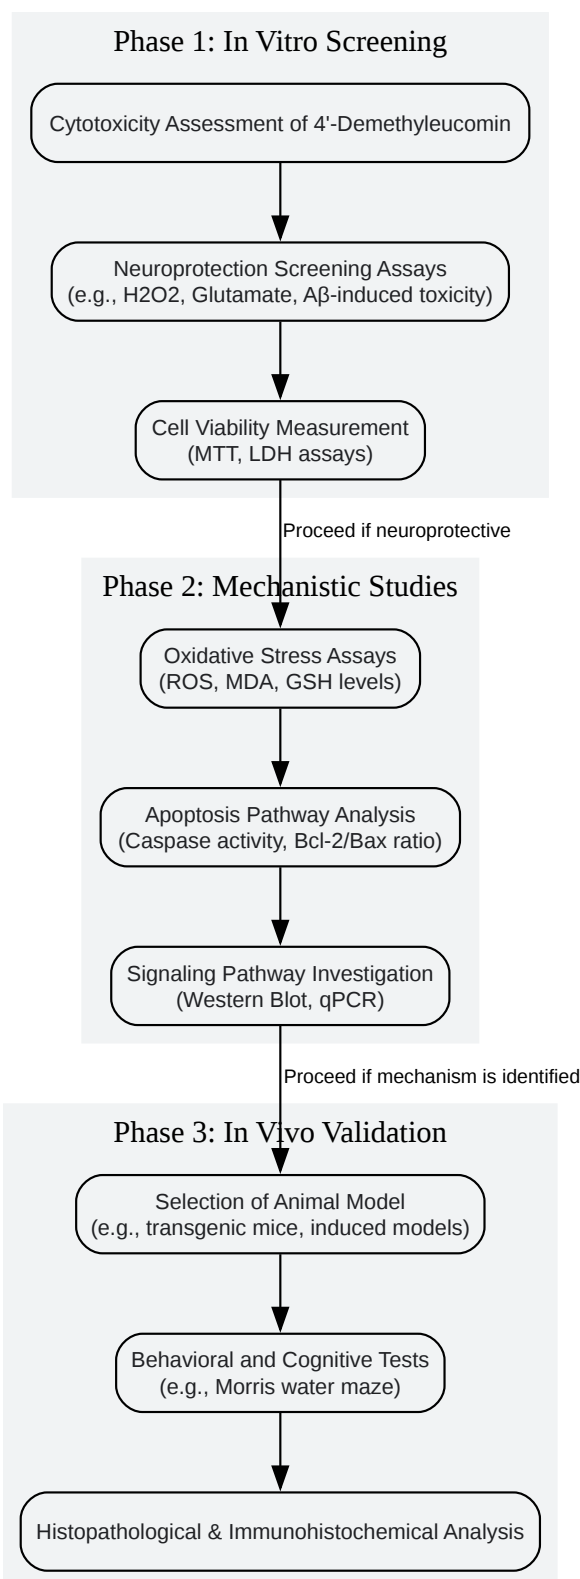 Phase 1: In Vitro Screening
Cytotoxicity Assessment of 4'-Demethyleucomin
Neuroprotection Screening Assays
(e.g., H2O2, Glutamate, Aβ-induced toxicity)
Cell Viability Measurement
(MTT, LDH assays)
Proceed if neuroprotective
Phase 2: Mechanistic Studies
Oxidative Stress Assays
(ROS, MDA, GSH levels)
Apoptosis Pathway Analysis
(Caspase activity, Bcl-2/Bax ratio)
Signaling Pathway Investigation
(Western Blot, qPCR)
Proceed if mechanism is identified
Phase 3: In Vivo Validation
Selection of Animal Model
(e.g., transgenic mice, induced models)
Behavioral and Cognitive Tests
(e.g., Morris water maze)
Histopathological & Immunohistochemical Analysis